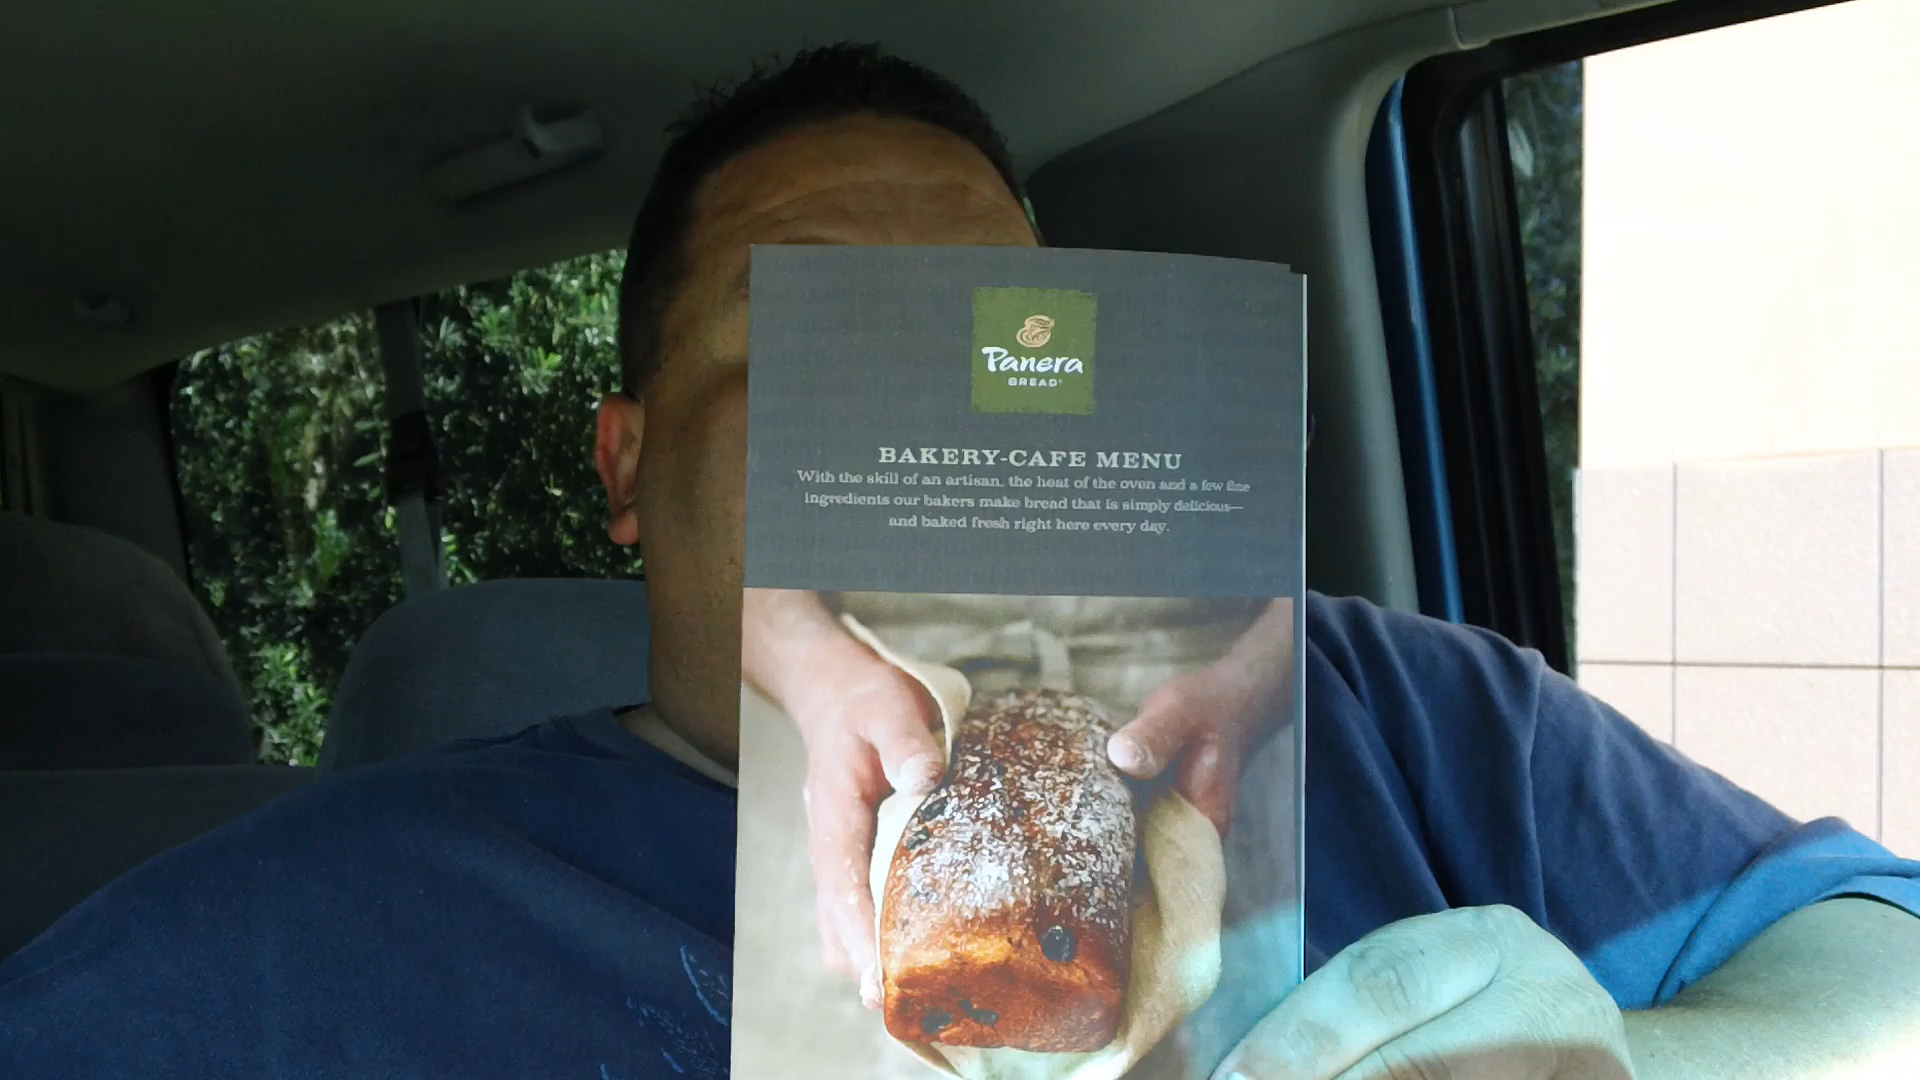 Panera
BREAD®
BAKERY-CAFE MENU
With the skill of an artisan, the heat of the oven and a few fine
ingredients our bakers make bread that is simply delicious—
and baked fresh right here every day.